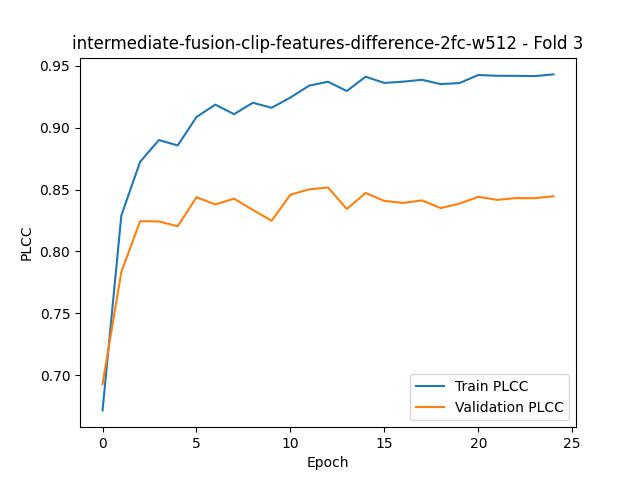 intermediate-fusion-clip-features-difference-2fc-w512 - Fold 3
PLCC
0.95
0.90
0.85
0.80
0.75
0.70
0
5
10
15
20
25
Epoch
Train PLCC
Validation PLCC